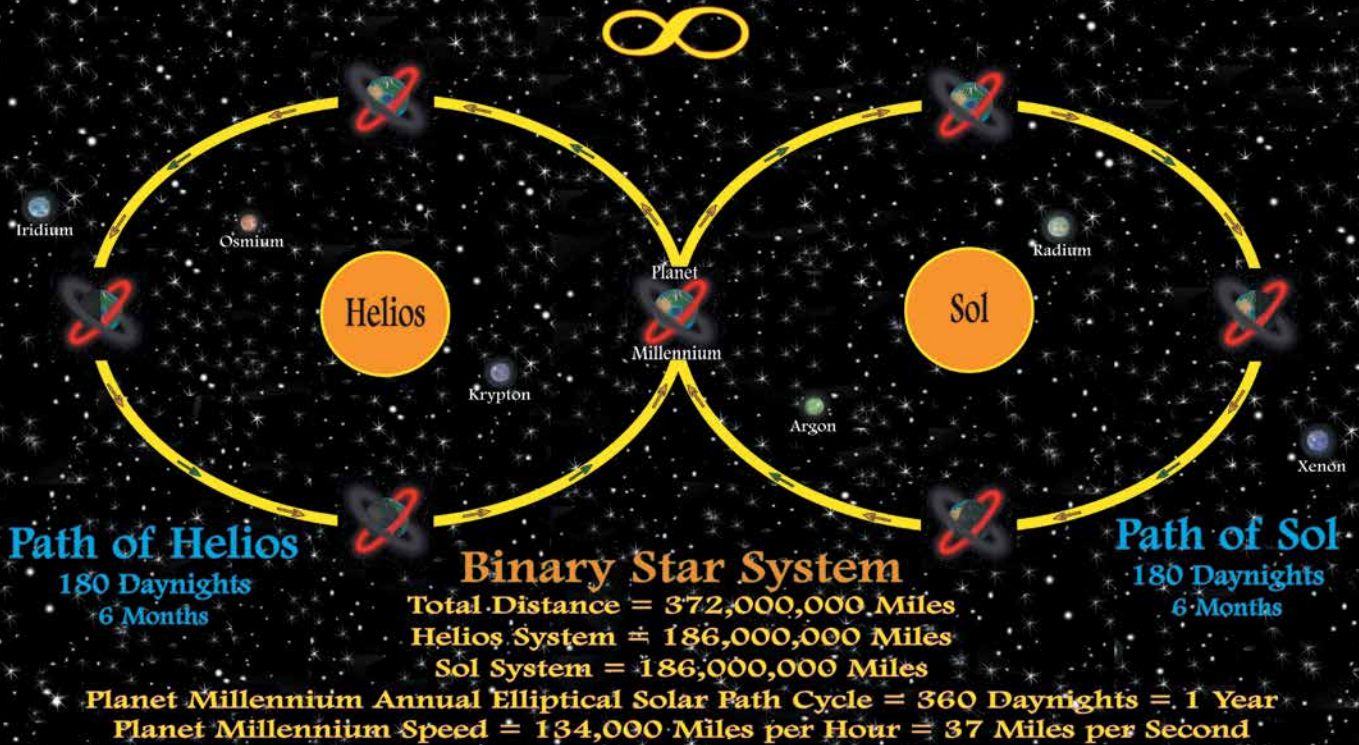 Iridium
Osmium
Radium
Planet
Helios
Sol
Millennium
Krypton
Argon
Xenon
Path of Helios
180 Daynights
6 Months
Path of Sol
180 Daynights
6 Months
Binary Star System
Total Distance = 372,000,000 Miles
Helios System = 186,000,000 Miles
Sol System = 186,000,000 Miles
Planet Millennium Annual Elliptical Solar Path Cycle = 360 Daynights = 1 Year
Planet Millennium Speed = 134,000 Miles per Hour = 37 Miles per Second